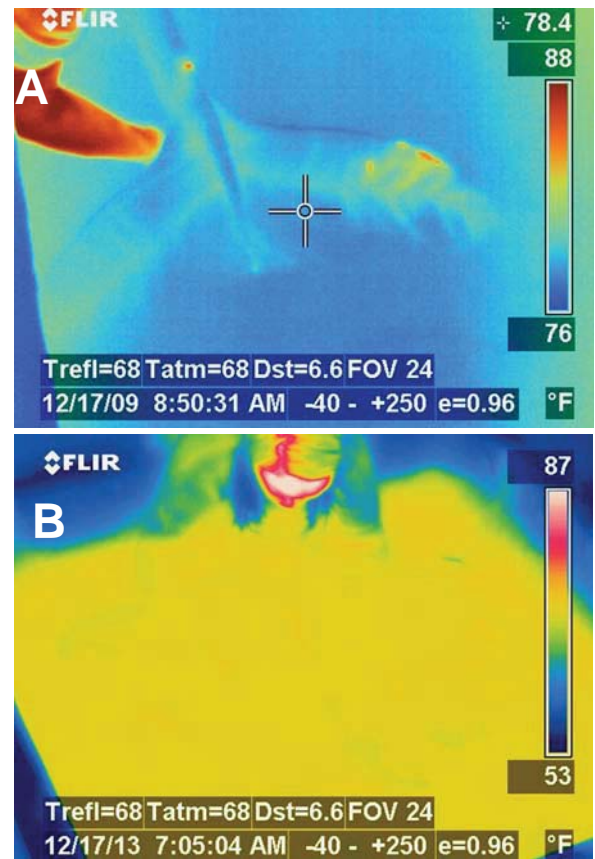 FLIR
78.4
88
A
76
Trefl=68 Tatm=68 Dst=6.6 FOV 24
12/17/09 8:50:31 AM -40 - +250 e=0.96 °F
FLIR
87
B
53
Trefl=68 Tatm=68 Dst=6.6 FOV 24
12/17/13 7:05:04 AM -40 - +250 e=0.96 °F